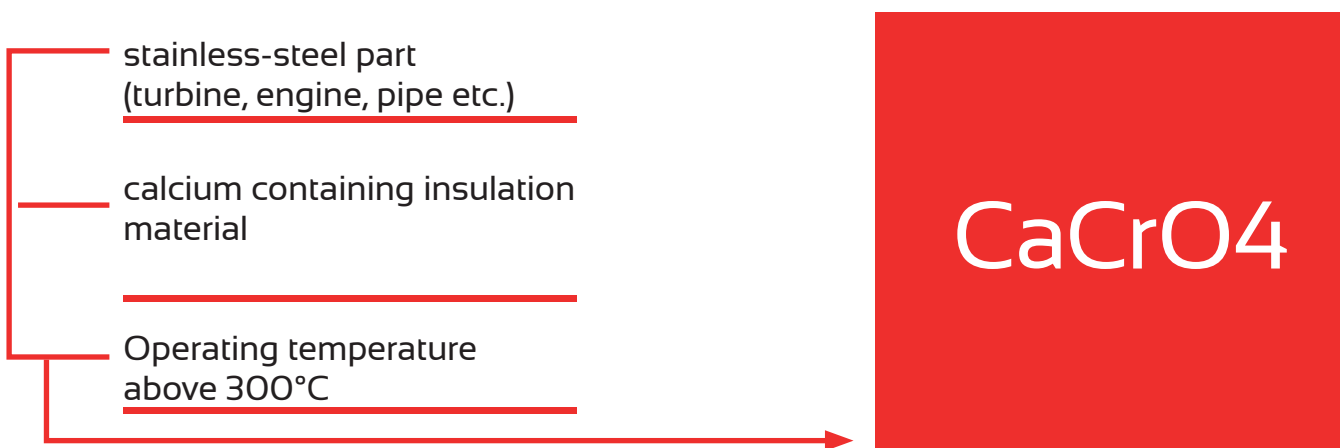 stainless-steel part
(turbine, engine, pipe etc.)
calcium containing insulation
material
Operating temperature
above 300°C
CaCrO4